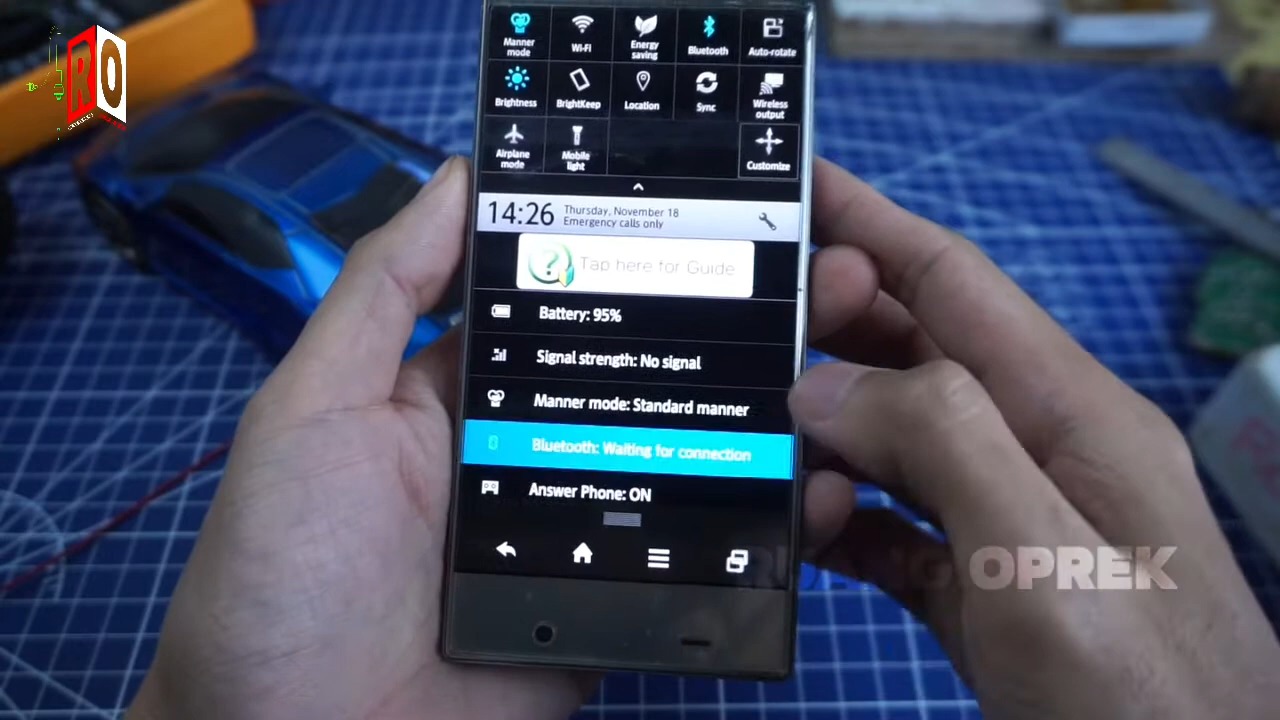 RO
Manner
mode
Wi-Fi
Energy
saving
Bluetooth
Auto-rotate
Brightness
BrightKeep
Location
Sync
Wireless
output
Airplane
mode
Mobile
light
Customize
14:26
Thursday, November 18
Emergency calls only
Tap here for Guide
Battery: 95%
Signal strength: No signal
Manner mode: Standard manner
Bluetooth: Waiting for connection
Answer Phone: ON
RUANG OPREK